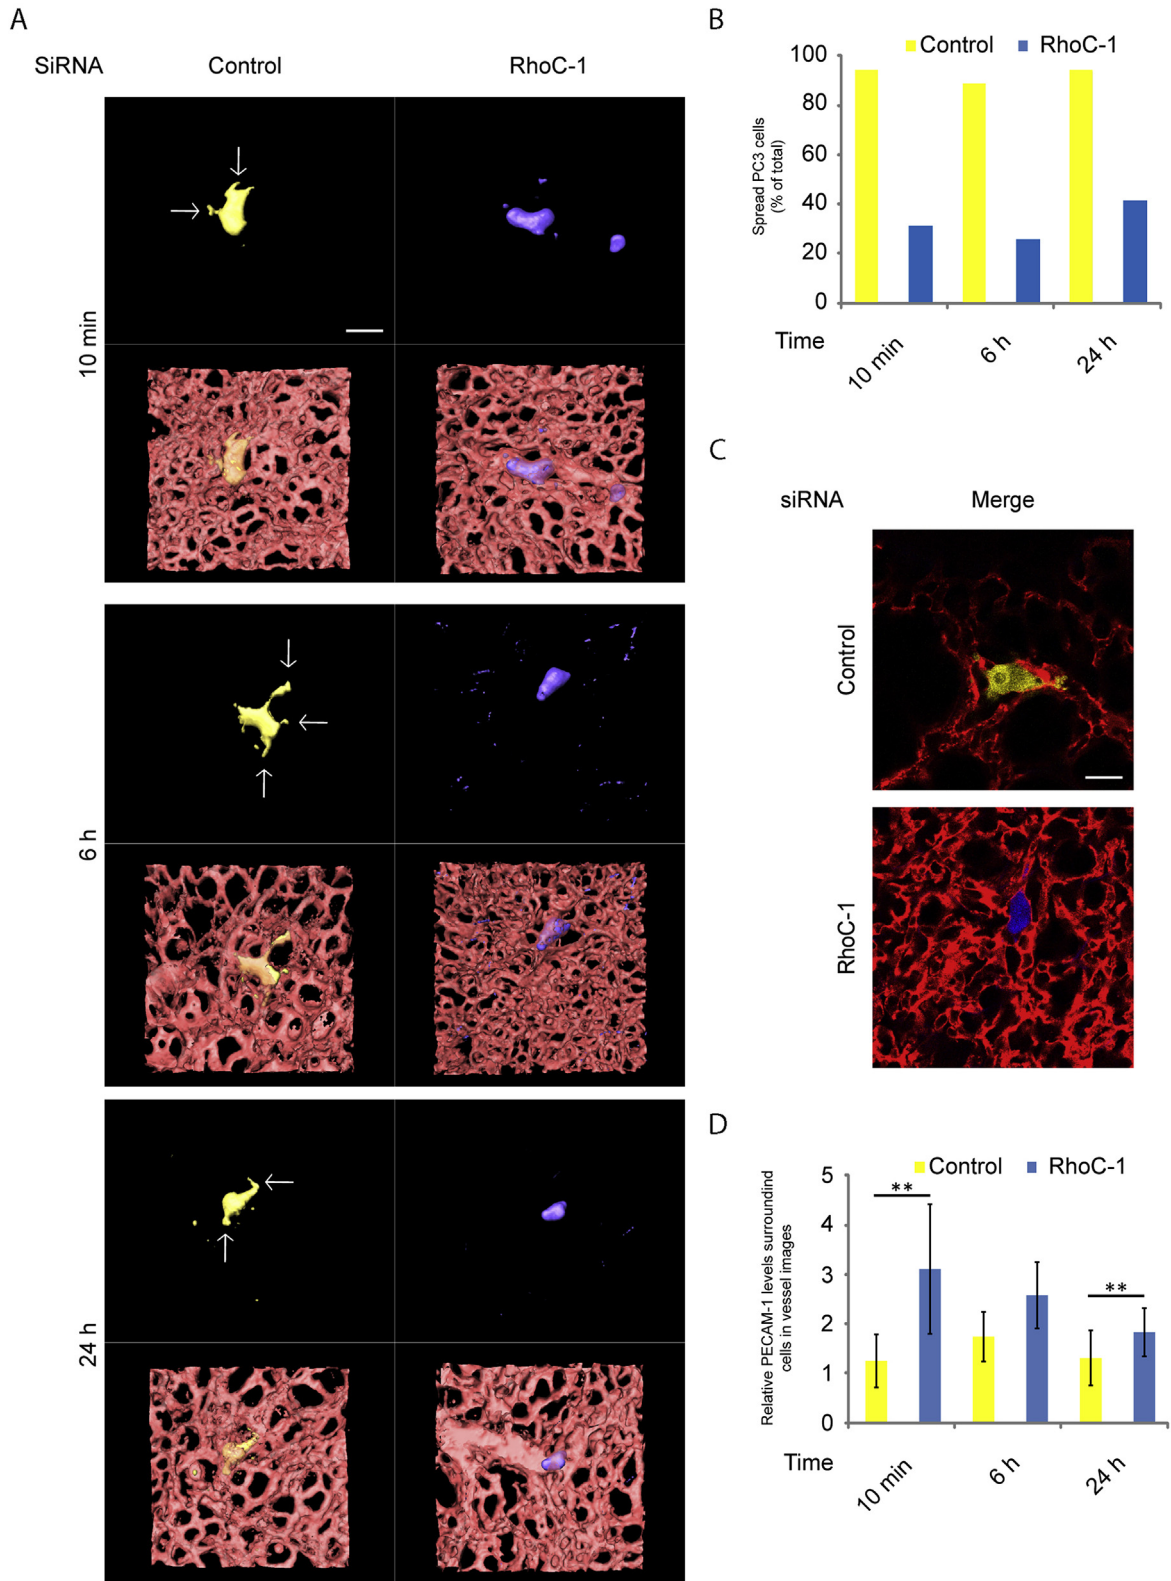 A
SiRNA
Control
RhoC-1
10 min
6 h
24 h
B
Control
RhoC-1
100
80
60
40
20
0
Spread PC3 cells
(% of total)
Time
10 min
6 h
24 h
C
siRNA
Merge
Control
RhoC-1
D
Control
RhoC-1
5
4
3
2
1
0
**
**
Relative PECAM-1 levels surroundind
cells in vessel images
Time
10 min
6 h
24 h